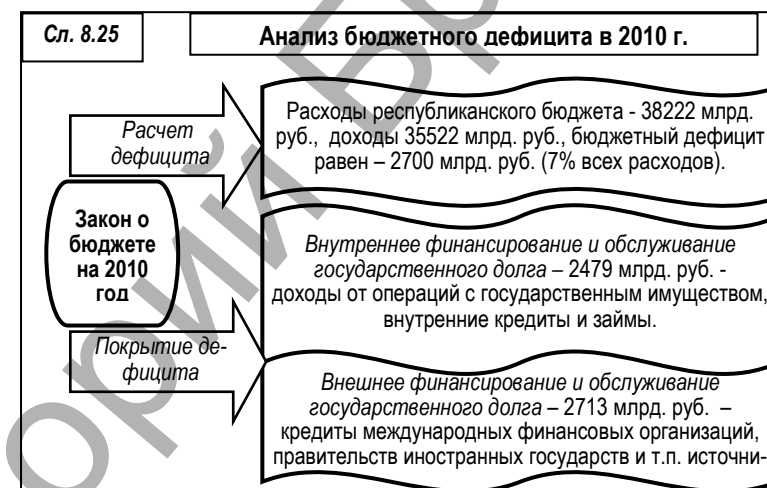 Сл. 8.25
Анализ бюджетного дефицита в 2010 г.
Расчет
дефицита
Расходы республиканского бюджета - 38222 млрд.
руб., доходы 35522 млрд. руб., бюджетный дефицит
равен – 2700 млрд. руб. (7% всех расходов).
Закон о
бюджете
на 2010
год
Внутреннее финансирование и обслуживание
государственного долга – 2479 млрд. руб. -
доходы от операций с государственным имуществом,
внутренние кредиты и займы.
Покрытие де-
фицита
Внешнее финансирование и обслуживание
государственного долга – 2713 млрд. руб. –
кредиты международных финансовых организаций,
правительств иностранных государств и т.п. источни-